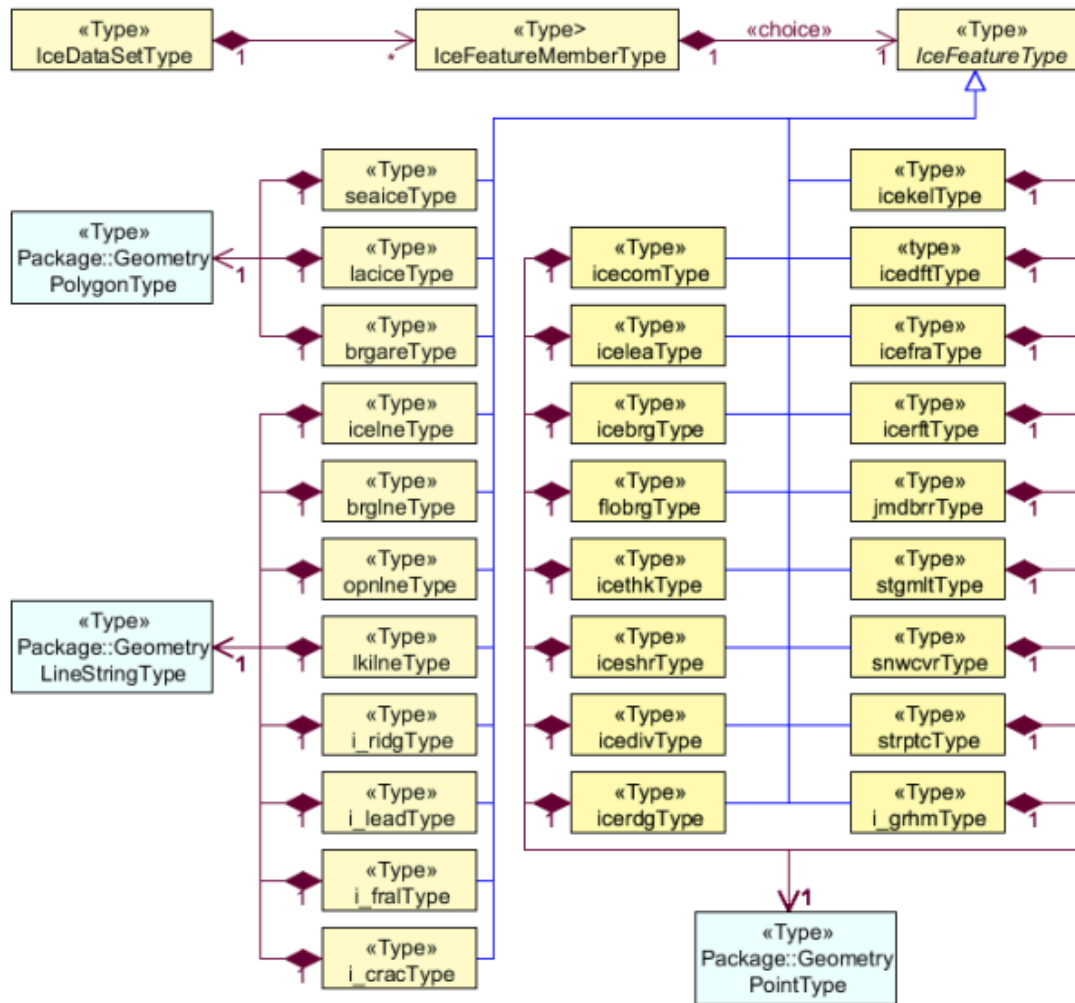 «Type»
IceDataSetType
1
*
«Type>
IceFeatureMemberType
1
«choice»
1
«Type»
IceFeatureType
«Type»
seaiceType
1
«Type»
Package::Geometry
PolygonType
1
«Type»
laciceType
1
«Type»
brgareType
1
«Type»
icelneType
1
«Type»
brglneType
1
«Type»
opnlneType
1
«Type»
Package::Geometry
LineStringType
1
«Type»
lkilneType
1
«Type»
i_ridgType
1
«Type»
i_leadType
1
«Type»
i_fralType
1
«Type»
i_cracType
1
«Type»
icecomType
1
«Type»
iceleaType
1
«Type»
icebrgType
1
«Type»
flobrgType
1
«Type»
icethkType
1
«Type»
iceshrType
1
«Type»
icedivType
1
«Type»
icerdgType
1
«Type»
icekelType
1
«type»
icedftType
1
«Type»
icefraType
1
«Type»
icerftType
1
«Type»
jmdbrrType
1
«Type»
stgmltType
1
«Type»
snwcvrType
1
«Type»
strptcType
1
«Type»
i_grhmType
1
1
«Type»
Package::Geometry
PointType